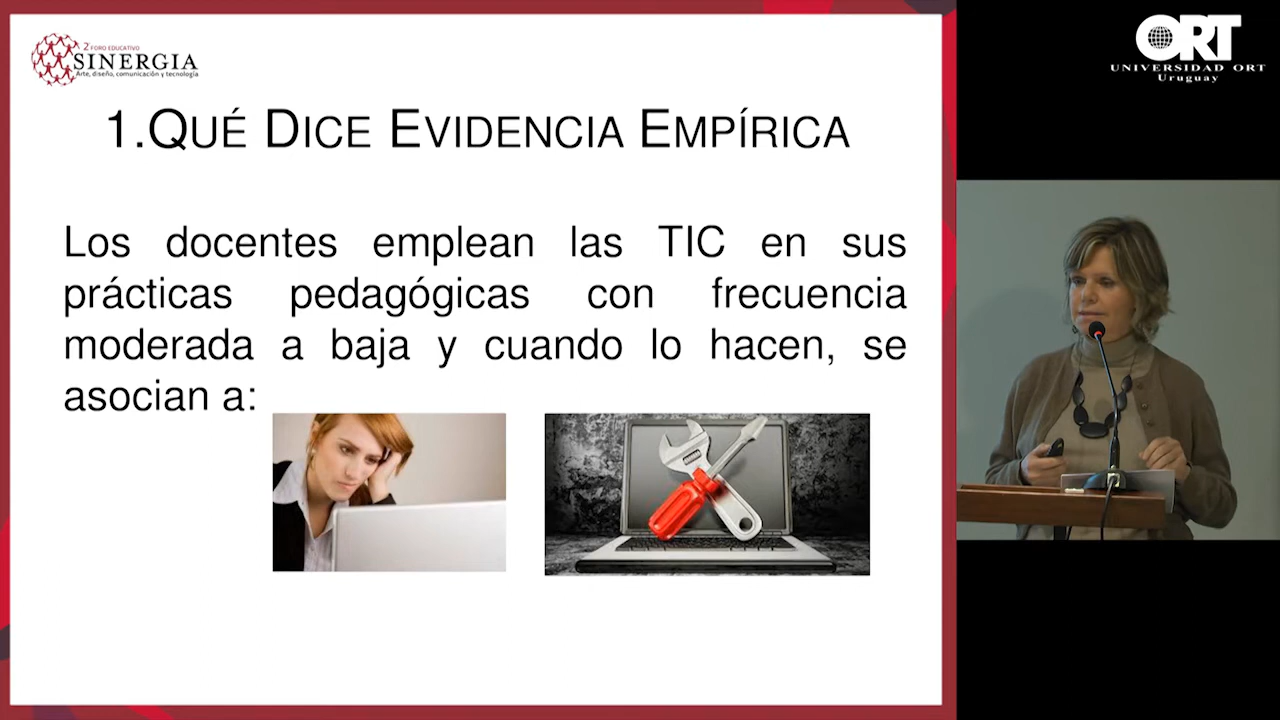 2 FORO EDUCATIVO
SINERGIA
Arte, diseño, comunicación y tecnología
1.QUÉ DICE EVIDENCIA EMPÍRICA
Los docentes emplean las TIC en sus
prácticas pedagógicas con frecuencia
moderada a baja y cuando lo hacen, se
asocian a:
ORT
UNIVERSIDAD ORT
Uruguay